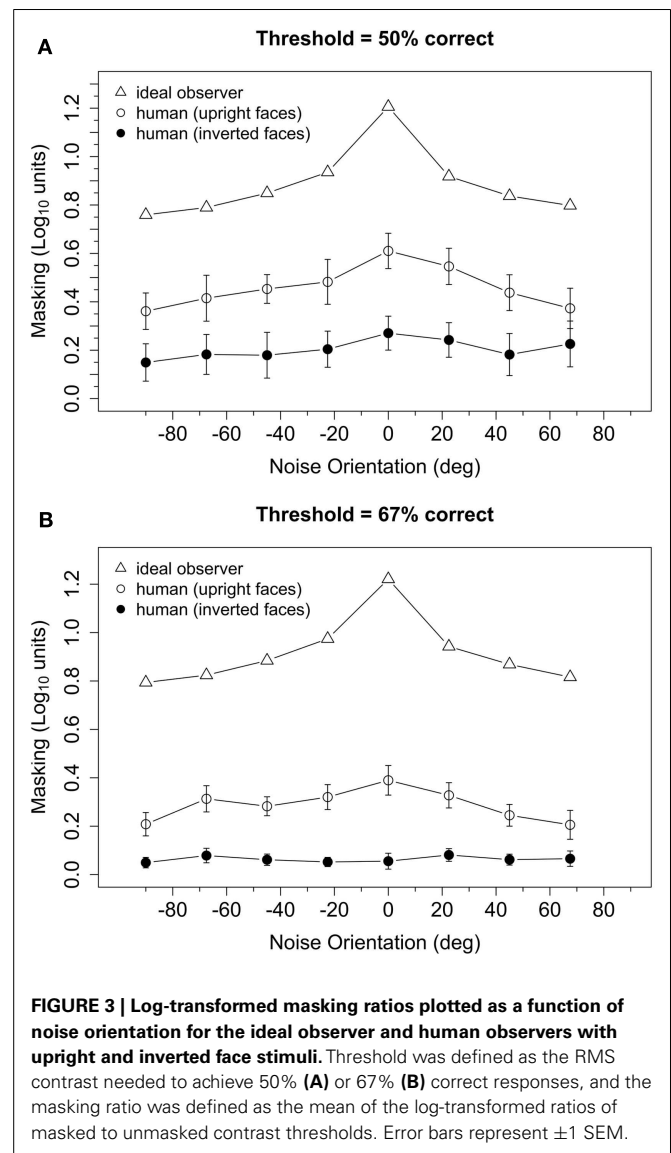 A
Threshold = 50% correct
ideal observer
human (upright faces)
human (inverted faces)
Masking (Log10 units)
0.0 0.2 0.4 0.6 0.8 1.0 1.2
-80 -60 -40 -20 0 20 40 60 80
Noise Orientation (deg)
B
Threshold = 67% correct
ideal observer
human (upright faces)
human (inverted faces)
Masking (Log10 units)
0.0 0.2 0.4 0.6 0.8 1.0 1.2
-80 -60 -40 -20 0 20 40 60 80
Noise Orientation (deg)
FIGURE 3 | Log-transformed masking ratios plotted as a function of
noise orientation for the ideal observer and human observers with
upright and inverted face stimuli. Threshold was defined as the RMS
contrast needed to achieve 50% (A) or 67% (B) correct responses, and the
masking ratio was defined as the mean of the log-transformed ratios of
masked to unmasked contrast thresholds. Error bars represent ±1 SEM.